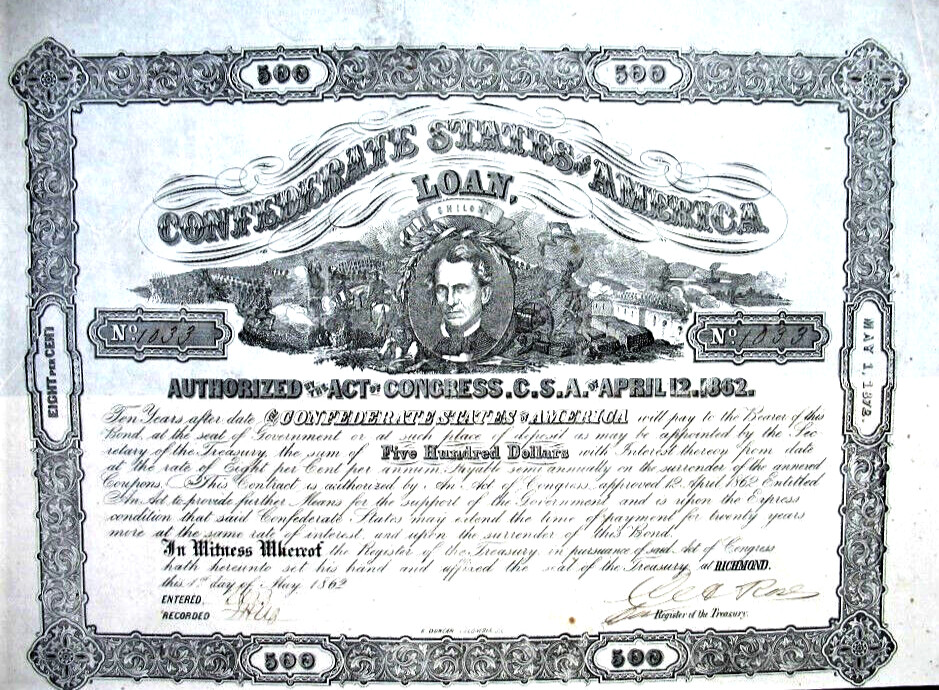 500 500
CONFEDERATE STATES OF AMERICA
LOAN,
SHILOH
No 1033 No 1033
EIGHT PER CENT
MAY 1, 1872.
AUTHORIZED BY THE ACT OF CONGRESS. C. S. A. OF APRIL 12. 1862.
Ten Years after date THE CONFEDERATE STATES OF AMERICA will pay to the Bearer of this
Bond, at the seat of Government or at such place of deposit as may be appointed by the Sec
retary of the Treasury, the sum of Five Hundred Dollars with Interest thereon from date
at the rate of Eight per Cent per annum Payable semi annually on the surrender of the annexed
Coupons. This Contract is authorized by An Act of Congress, approved 12 April 1862 Entitled
An Act to provide further Means for the support of the Government and is upon the Express
condition that said Confederate States may extend the time of payment for twenty years
more at the same rate of interest, and upon the surrender of this Bond.
In Witness Whereof the Register of the Treasury, in pursuance of said Act of Congress
hath hereunto set his hand and affixed the seal of the Treasury, at RICHMOND.
this 1st day of May 1862
ENTERED,
RECORDED
Rose
Register of the Treasury.
E. DUNCAN COLUMBIA, SC.
500 500